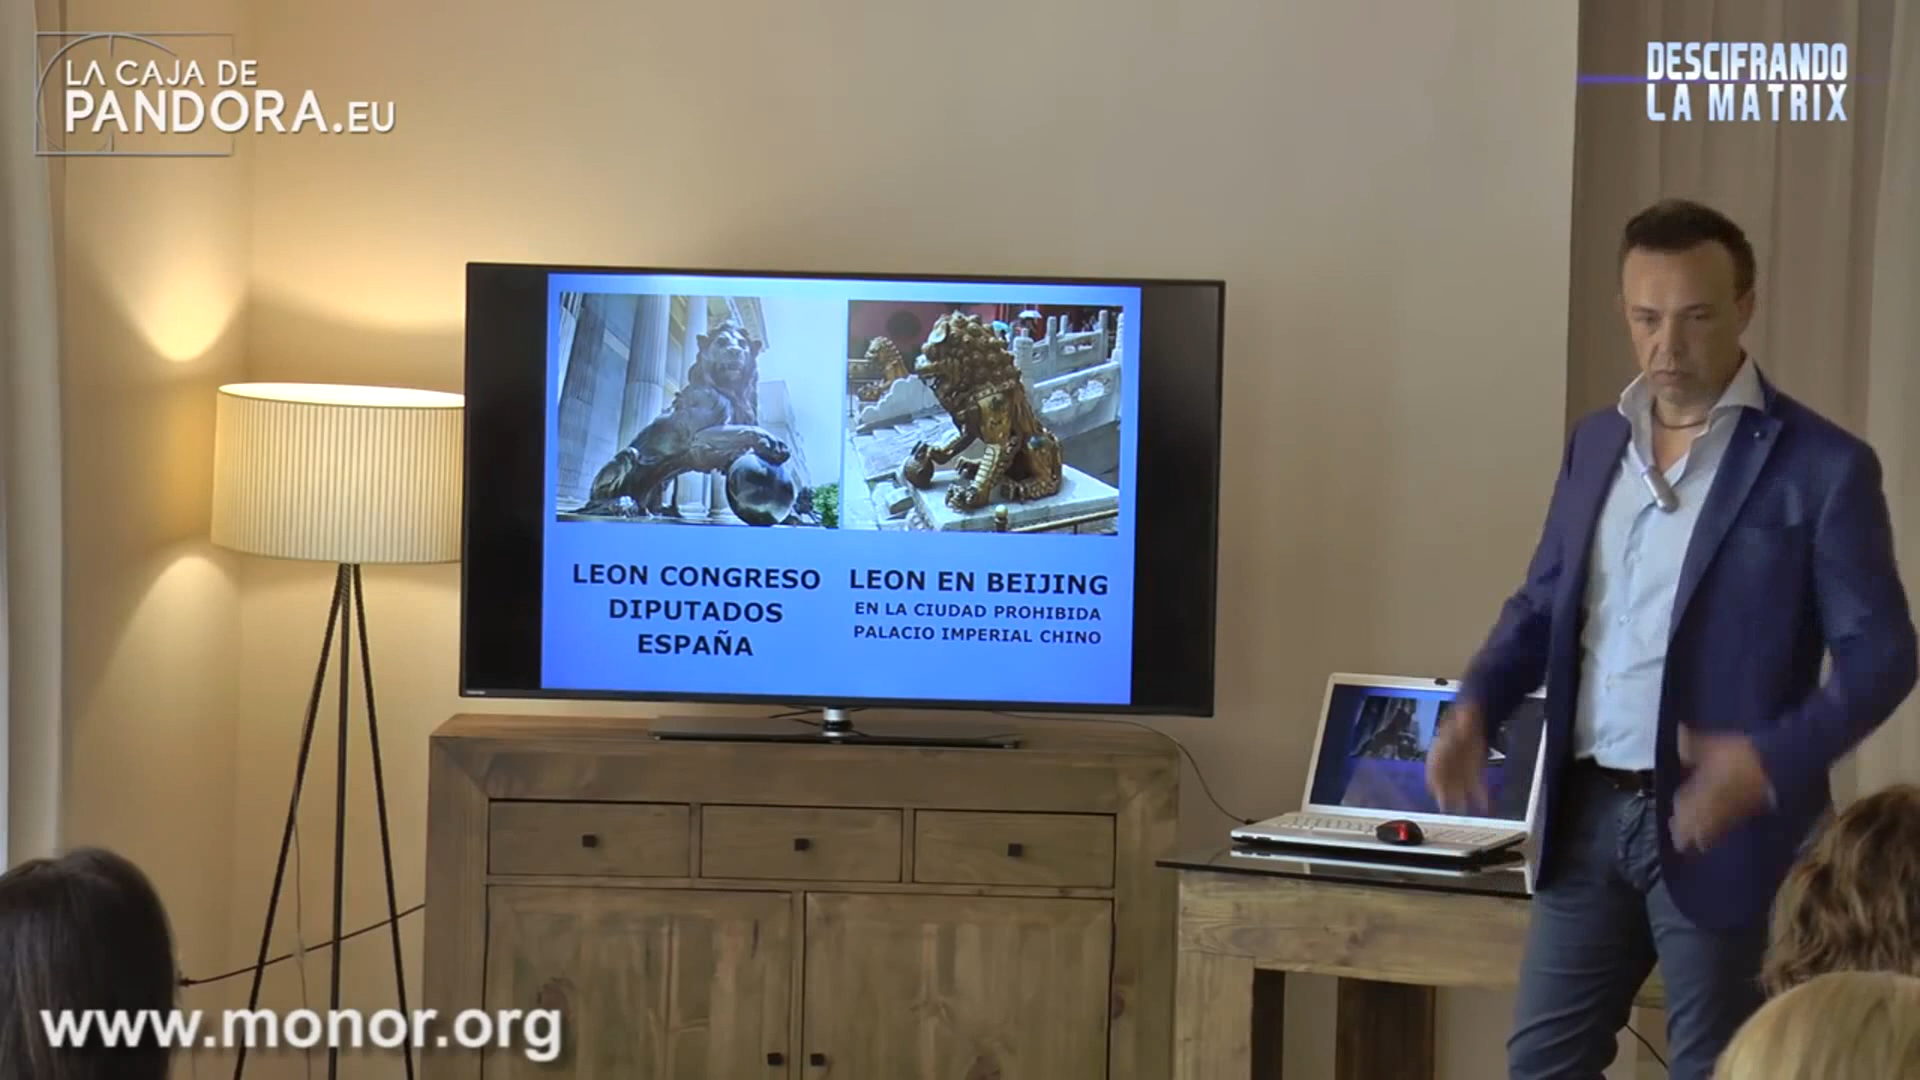 LA CAJA DE
PANDORA.EU
DESCIFRANDO
LA MATRIX
LEON CONGRESO
DIPUTADOS
ESPAÑA
LEON EN BEIJING
EN LA CIUDAD PROHIBIDA
PALACIO IMPERIAL CHINO
www.monor.org